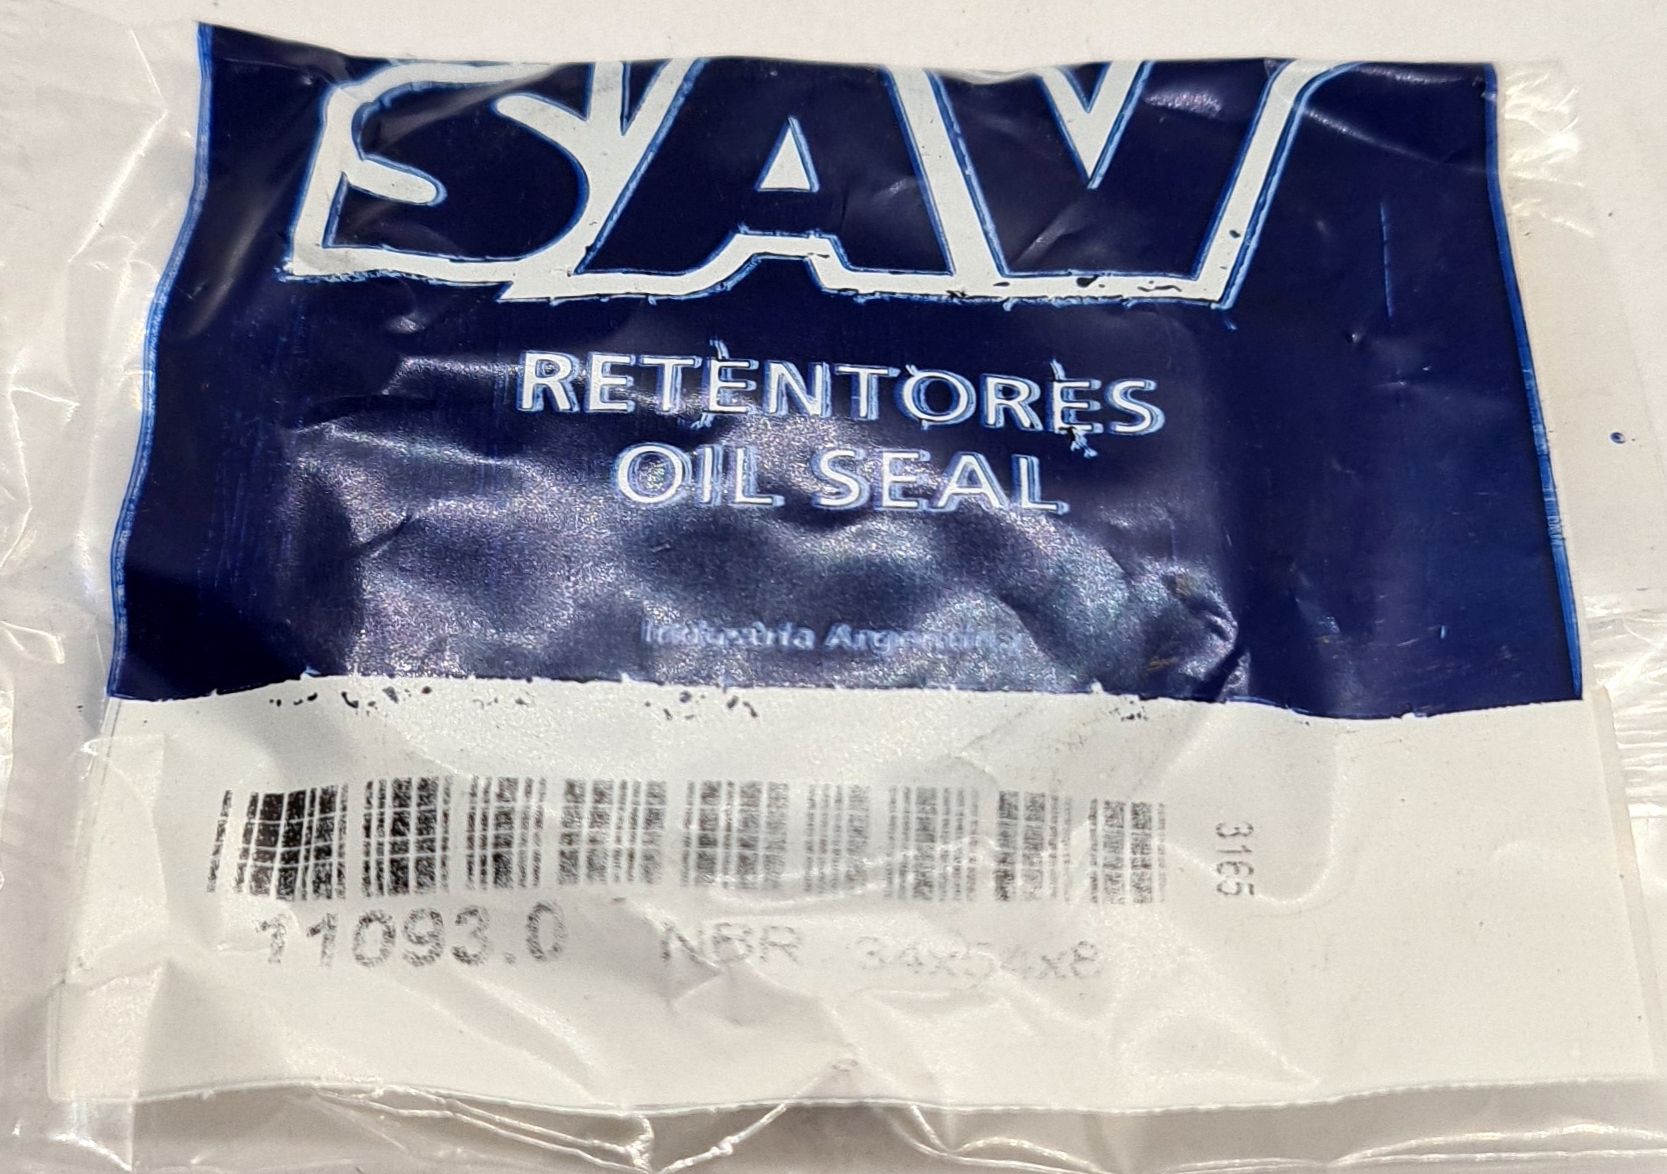 SAV
RETENTORES
OIL SEAL
Industria Argentina
11093.0 NBR 34x54x8
3165